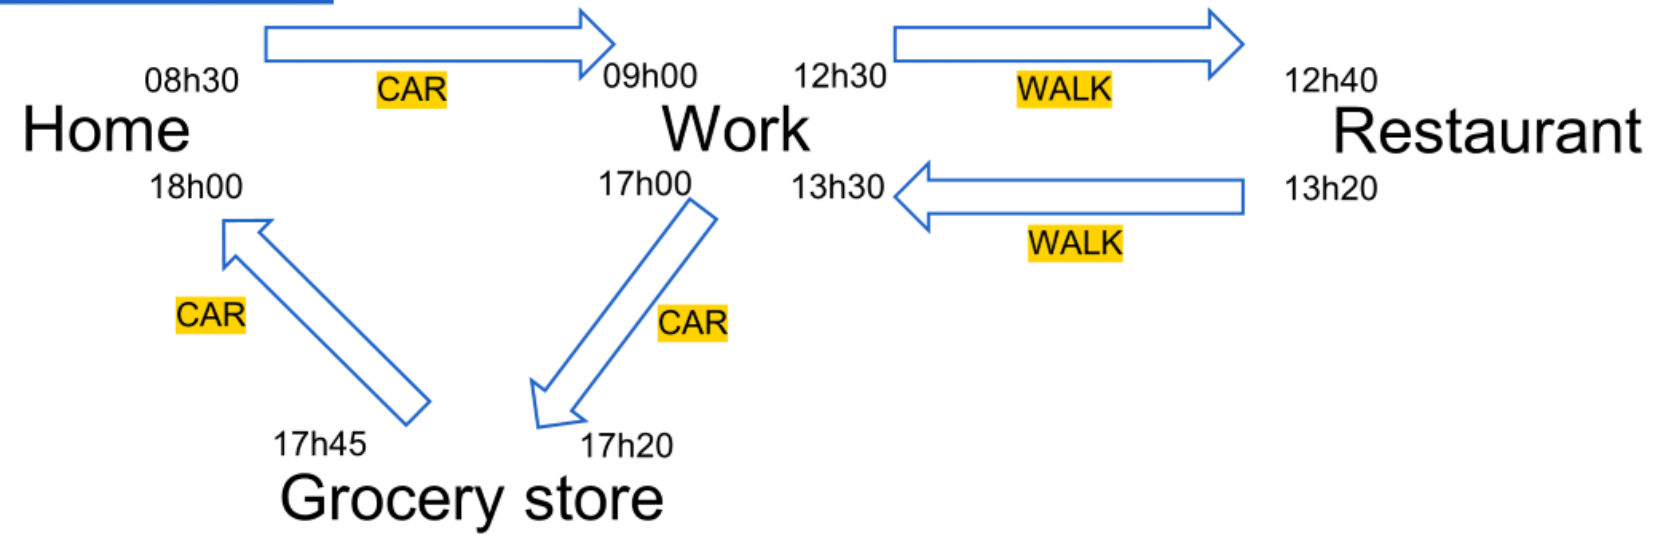 08h30
CAR
09h00
12h30
WALK
12h40
Home
Work
Restaurant
18h00
17h00
13h30
13h20
WALK
CAR
CAR
17h45
17h20
Grocery store